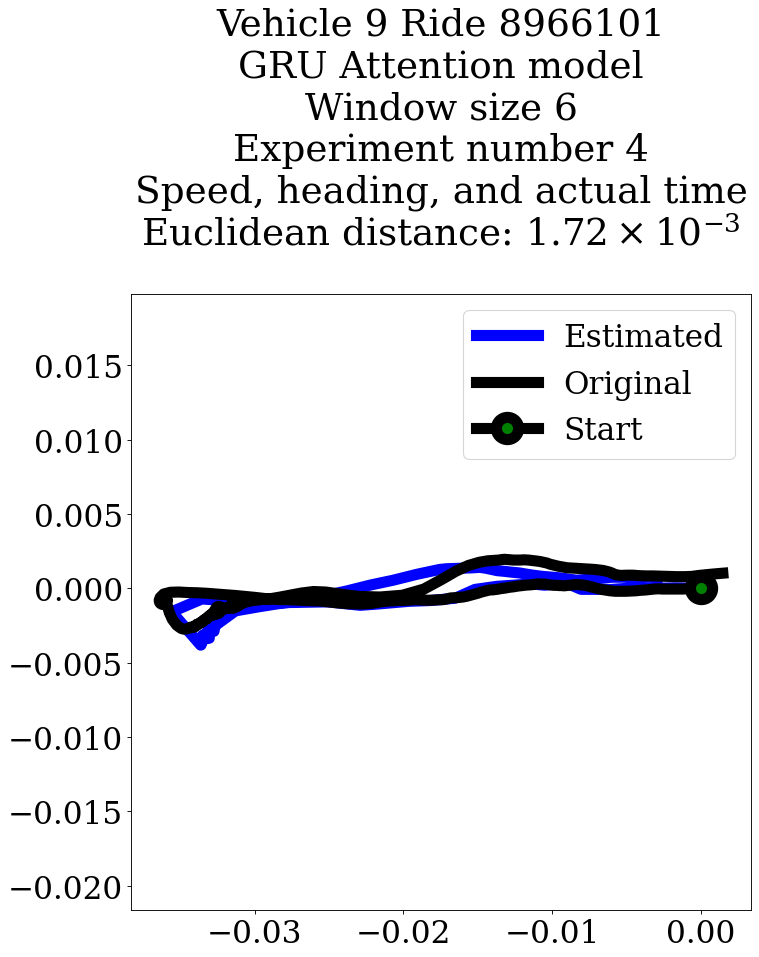 Vehicle 9 Ride 8966101
GRU Attention model
Window size 6
Experiment number 4
Speed, heading, and actual time
Euclidean distance: 1.72 × 10⁻³
Estimated
Original
Start
0.015
0.010
0.005
0.000
−0.005
−0.010
−0.015
−0.020
−0.03
−0.02
−0.01
0.00